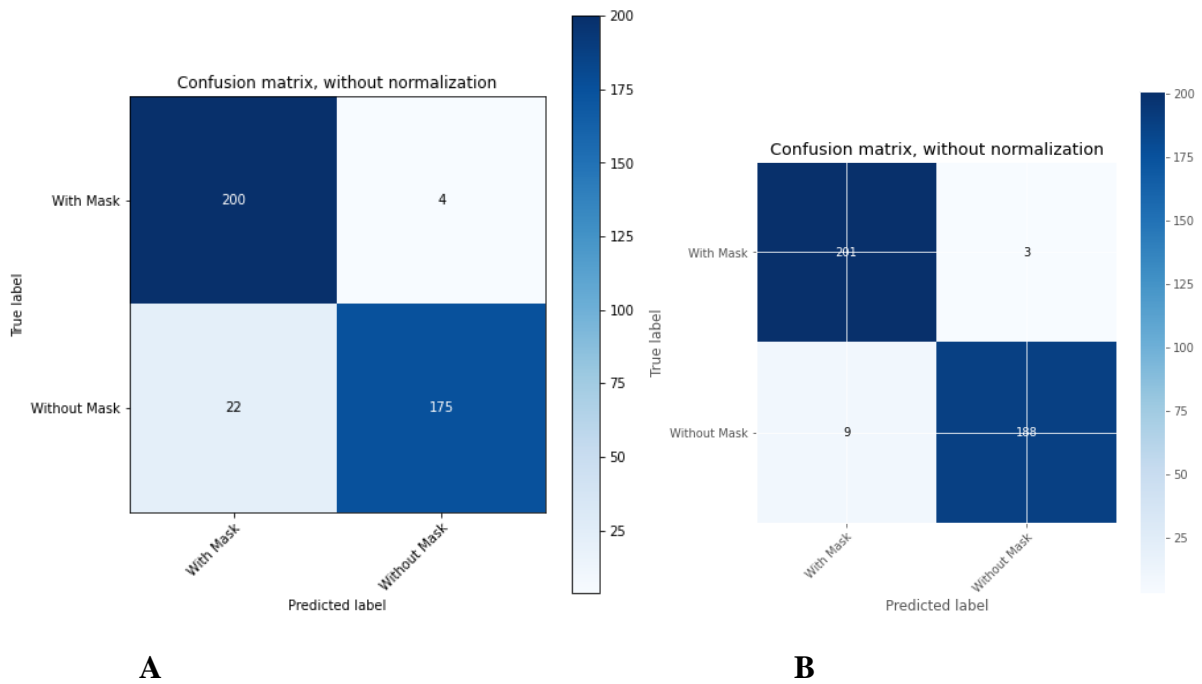 Confusion matrix, without normalization
True label
With Mask
Without Mask
200
4
22
175
With Mask
Without Mask
Predicted label
200
175
150
125
100
75
50
25
A
Confusion matrix, without normalization
True label
With Mask
Without Mask
201
3
9
188
With Mask
Without Mask
Predicted label
200
175
150
125
100
75
50
25
B